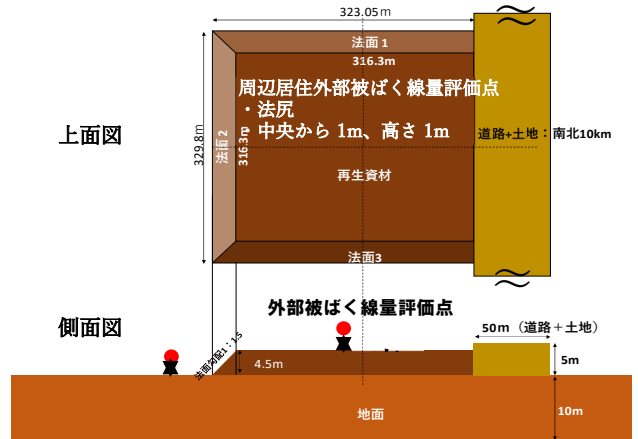 323.05m
法面1
316.3m
周辺居住外部被ばく線量評価点
・法尻
・中央から 1m、高さ 1m
上面図
329.8m
法面2
316.3m
道路+土地：南北10km
再生資材
法面3
外部被ばく線量評価点
側面図
50m（道路＋土地）
法面勾配1：1.5
4.5m
5m
地面
10m